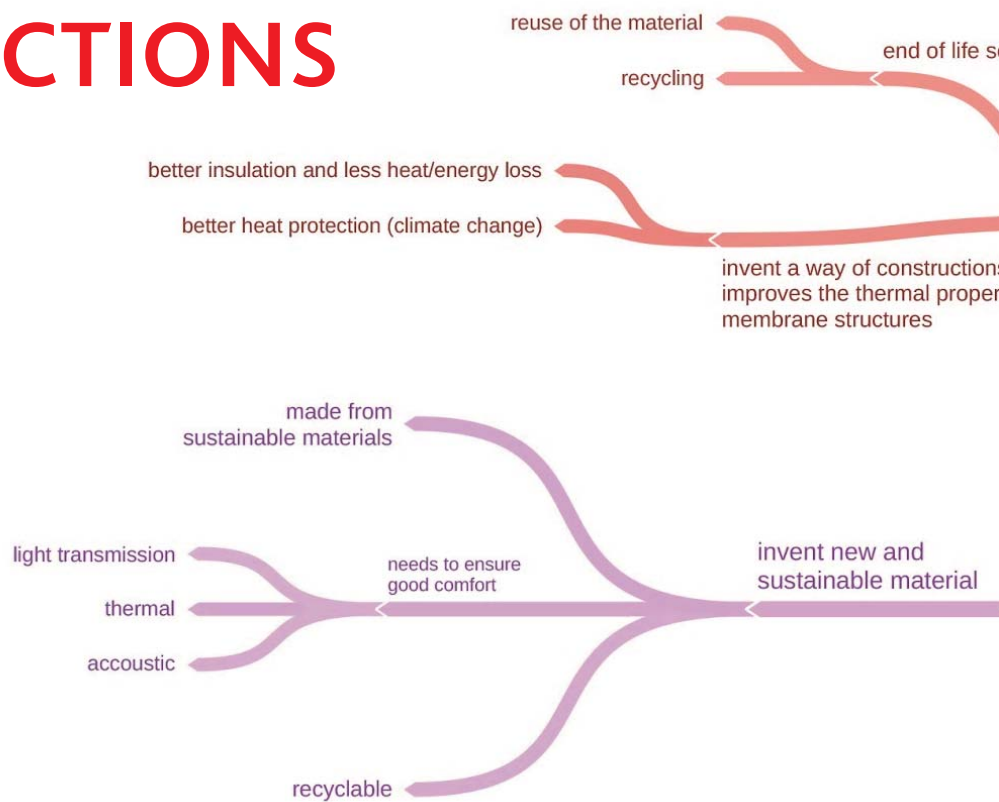 CTIONS
reuse of the material
end of life
recycling
better insulation and less heat/energy loss
better heat protection (climate change)
invent a way of constructions
improves the thermal proper
membrane structures
made from
sustainable materials
light transmission
needs to ensure
good comfort
invent new and
sustainable material
thermal
accoustic
recyclable